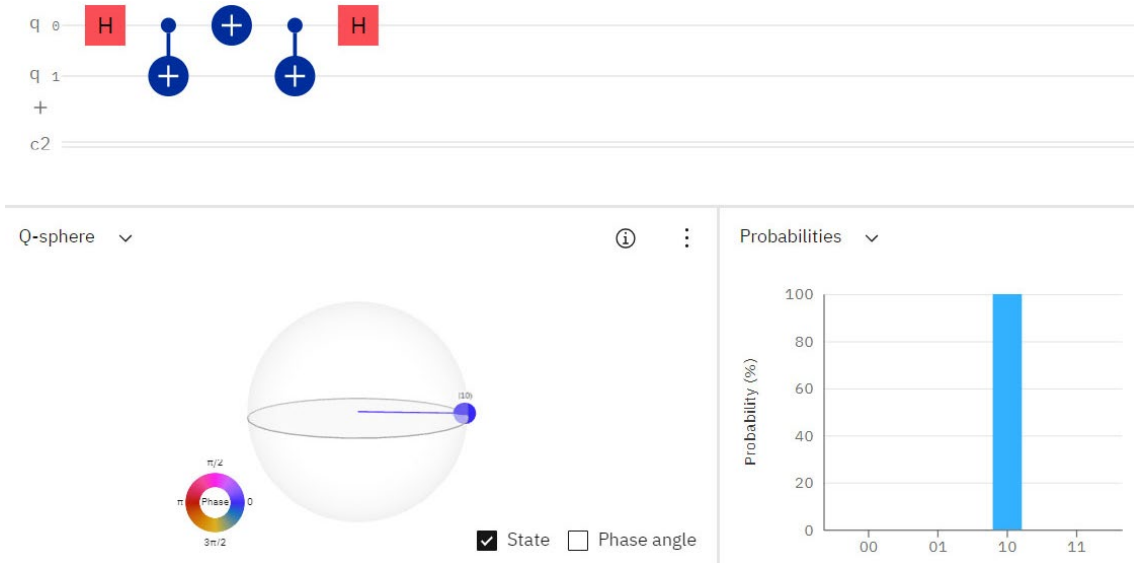 q 0 H H
q 1
+
c2
Q-sphere
Probabilities
|10⟩
π/2
π Phase 0
3π/2
State Phase angle
Probability (%)
100
80
60
40
20
0
00 01 10 11